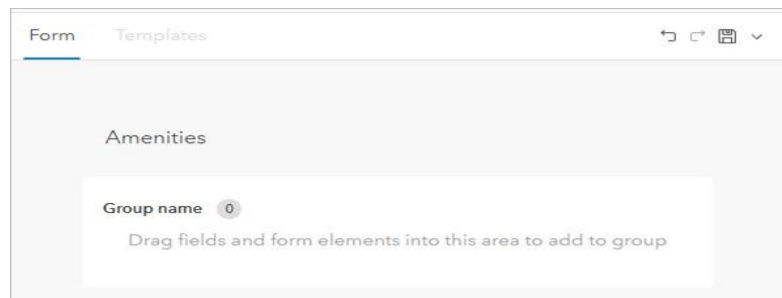 Form Templates
Amenities
Group name 0
Drag fields and form elements into this area to add to group